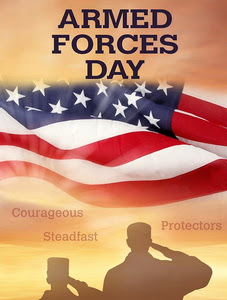 ARMED
FORCES
DAY
Courageous
Protectors
Steadfast